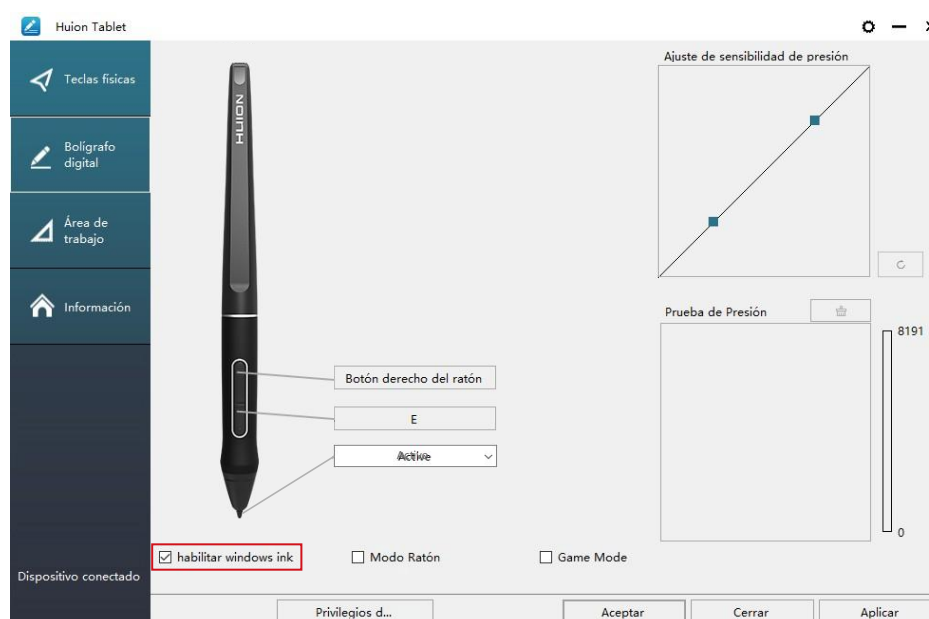 Huion Tablet
Teclas físicas
Bolígrafo
digital
Área de
trabajo
Información
Dispositivo conectado
HUION
Botón derecho del ratón
E
Ajuste de sensibilidad de presión
Prueba de Presión
8191
0
habilitar windows ink
Modo Ratón
Game Mode
Privilegios d...
Aceptar
Cerrar
Aplicar